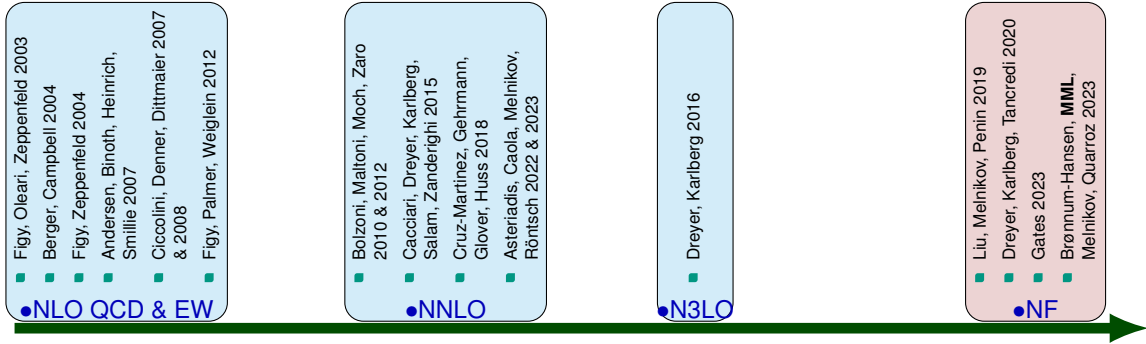 Figy, Oleari, Zeppenfeld 2003
Berger, Campbell 2004
Figy, Zeppenfeld 2004
Andersen, Binoth, Heinrich,
Smillie 2007
Ciccolini, Denner, Dittmaier 2007
& 2008
Figy, Palmer, Weiglein 2012
•NLO QCD & EW
Bolzoni, Maltoni, Moch, Zaro
2010 & 2012
Cacciari, Dreyer, Karlberg,
Salam, Zanderighi 2015
Cruz-Martinez, Gehrmann,
Glover, Huss 2018
Asteriadis, Caola, Melnikov,
Röntsch 2022 & 2023
•NNLO
Dreyer, Karlberg 2016
•N3LO
Liu, Melnikov, Penin 2019
Dreyer, Karlberg, Tancredi 2020
Gates 2023
Brønnum-Hansen, MML,
Melnikov, Quarroz 2023
•NF